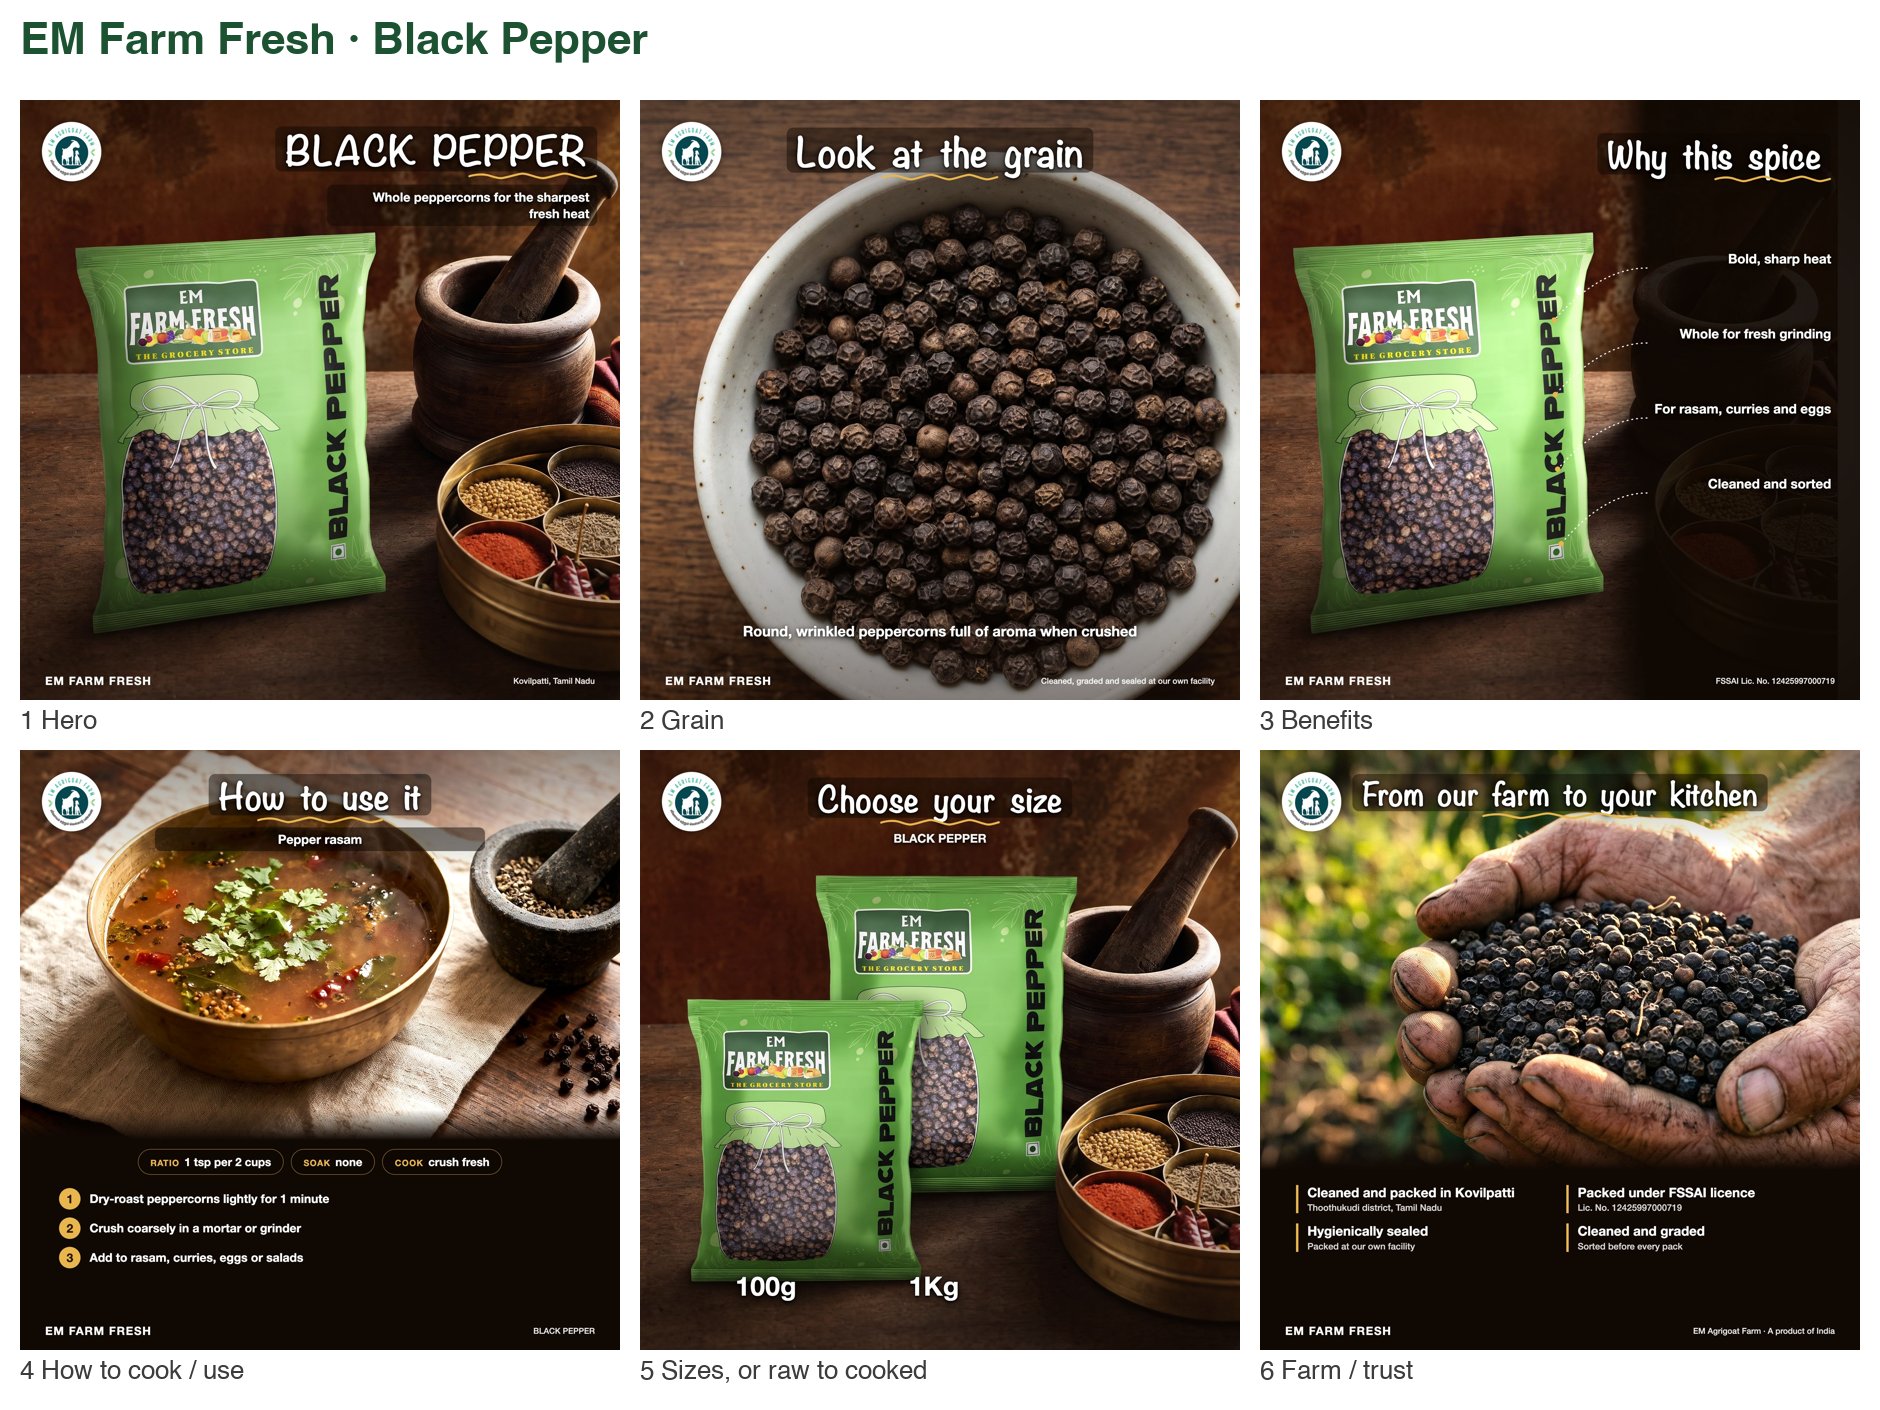 EM Farm Fresh · Black Pepper
BLACK PEPPER
Whole peppercorns for the sharpest
fresh heat
EM
FARM FRESH
THE GROCERY STORE
BLACK PEPPER
EM FARM FRESH
Kovilpatti, Tamil Nadu
1 Hero
Look at the grain
Round, wrinkled peppercorns full of aroma when crushed
EM FARM FRESH
Cleaned, graded and sealed at our own facility
2 Grain
Why this spice
Bold, sharp heat
Whole for fresh grinding
For rasam, curries and eggs
Cleaned and sorted
EM
FARM FRESH
THE GROCERY STORE
BLACK PEPPER
EM FARM FRESH
FSSAI Lic. No. 12425997000719
3 Benefits
How to use it
Pepper rasam
RATIO 1 tsp per 2 cups
SOAK none
COOK crush fresh
1 Dry-roast peppercorns lightly for 1 minute
2 Crush coarsely in a mortar or grinder
3 Add to rasam, curries, eggs or salads
EM FARM FRESH
BLACK PEPPER
4 How to cook / use
Choose your size
BLACK PEPPER
EM
FARM FRESH
THE GROCERY STORE
BLACK PEPPER
EM
FARM FRESH
THE GROCERY STORE
BLACK PEPPER
100g
1Kg
5 Sizes, or raw to cooked
From our farm to your kitchen
Cleaned and packed in Kovilpatti
Thoothukudi district, Tamil Nadu
Packed under FSSAI licence
Lic. No. 12425997000719
Hygienically sealed
Packed at our own facility
Cleaned and graded
Sorted before every pack
EM FARM FRESH
EM Agrigoat Farm · A product of India
6 Farm / trust